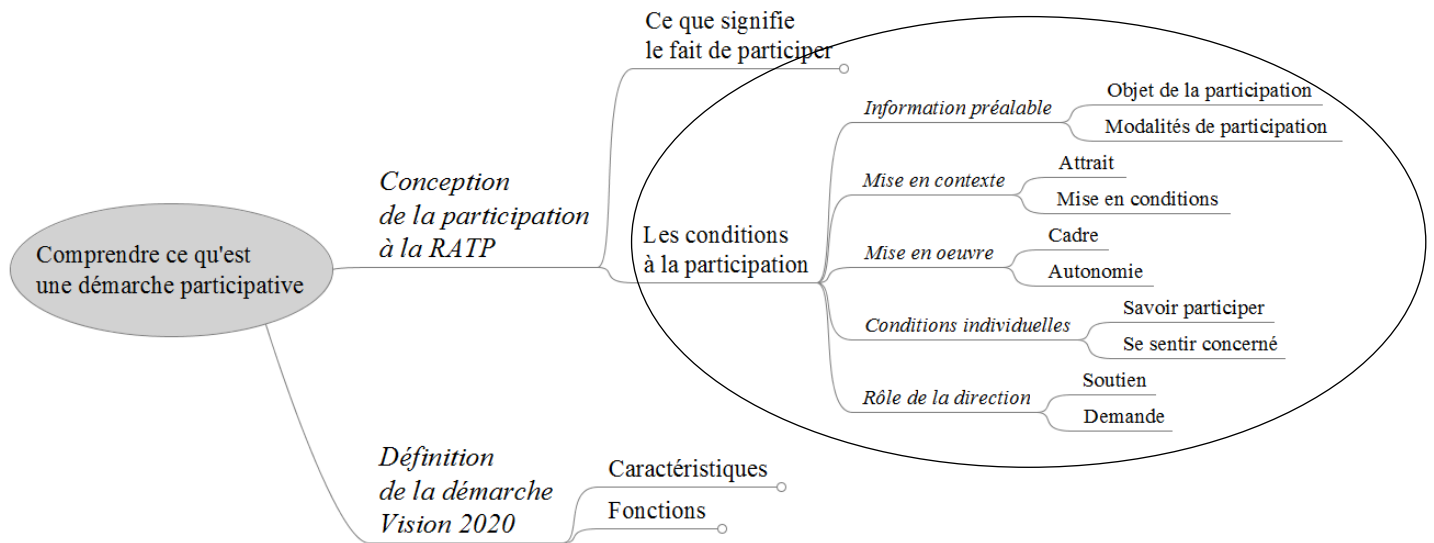 Comprendre ce qu'est
une démarche participative
Conception
de la participation
à la RATP
Ce que signifie
le fait de participer
Les conditions
à la participation
Information préalable
Objet de la participation
Modalités de participation
Mise en contexte
Attrait
Mise en conditions
Mise en oeuvre
Cadre
Autonomie
Conditions individuelles
Savoir participer
Se sentir concerné
Rôle de la direction
Soutien
Demande
Définition
de la démarche
Vision 2020
Caractéristiques
Fonctions